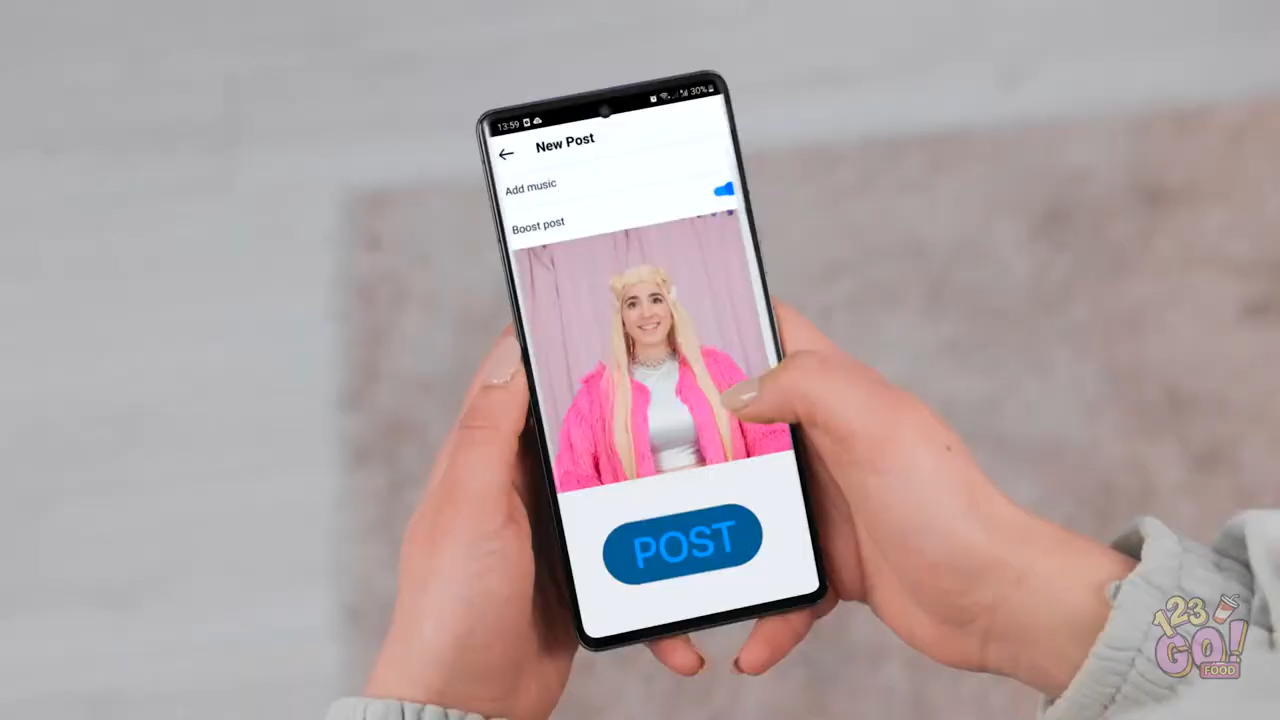 13:59
30%
New Post
Add music
Boost post
POST
123
GO!
FOOD